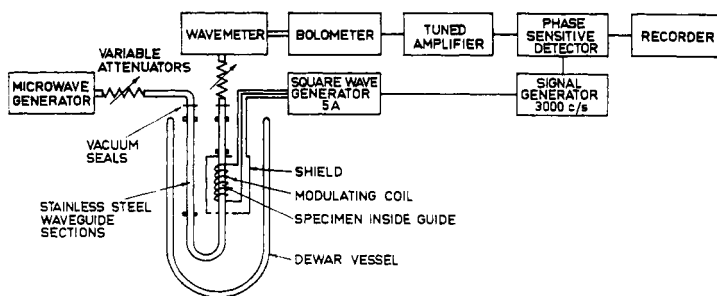 WAVEMETER
BOLOMETER
TUNED
AMPLIFIER
PHASE
SENSITIVE
DETECTOR
RECORDER
VARIABLE
ATTENUATORS
MICROWAVE
GENERATOR
SQUARE WAVE
GENERATOR
5A
SIGNAL
GENERATOR
3000 c/s
VACUUM
SEALS
SHIELD
MODULATING COIL
SPECIMEN INSIDE GUIDE
STAINLESS STEEL
WAVEGUIDE
SECTIONS
DEWAR VESSEL